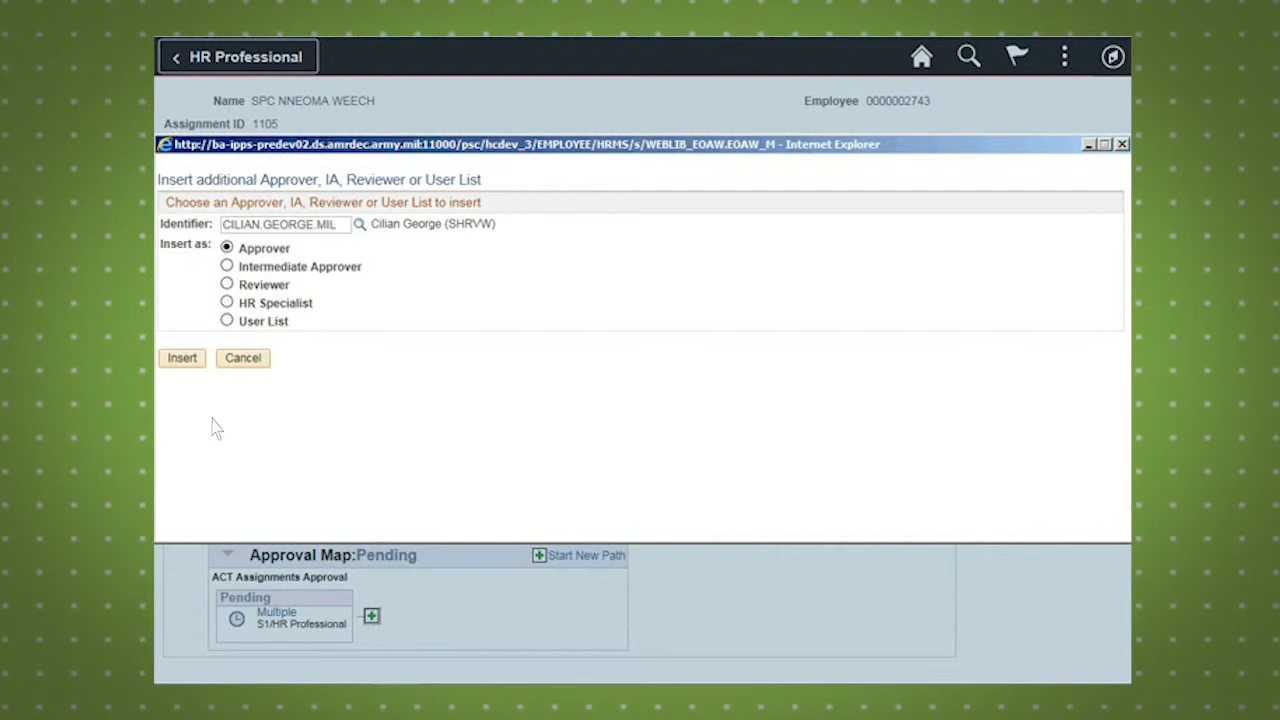 HR Professional
Name SPC NNEOMA WEECH Employee 0000002743
Assignment ID 1105
http://ba-ipps-predev02.ds.amrdec.army.mil:11000/psc/hcdev_3/EMPLOYEE/HRMS/s/WEBLIB_EOAW.EOAW_M - Internet Explorer
Insert additional Approver, IA, Reviewer or User List
Choose an Approver, IA, Reviewer or User List to insert
Identifier: CILIAN.GEORGE.MIL Cilian George (SHRVW)
Insert as: Approver
Intermediate Approver
Reviewer
HR Specialist
User List
Insert Cancel
Approval Map:Pending Start New Path
ACT Assignments Approval
Pending
Multiple
S1/HR Professional